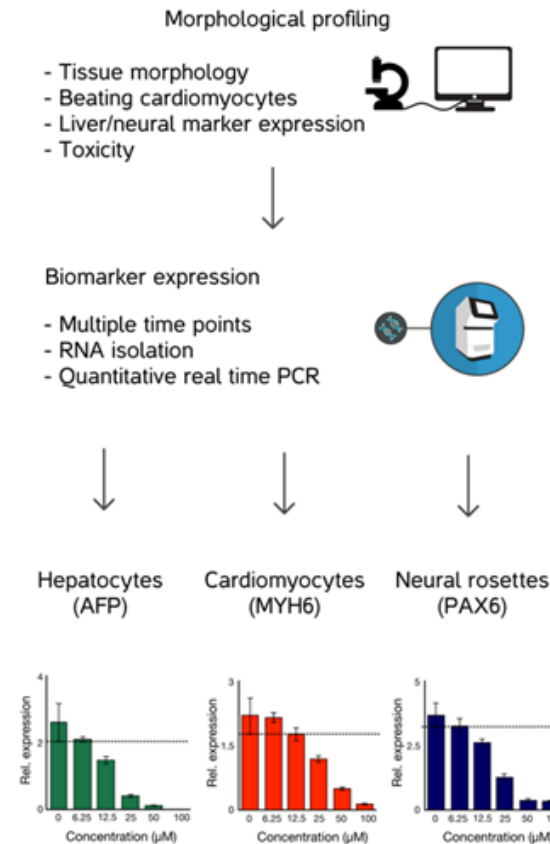 Morphological profiling
- Tissue morphology
- Beating cardiomyocytes
- Liver/neural marker expression
- Toxicity
Biomarker expression
- Multiple time points
- RNA isolation
- Quantitative real time PCR
Hepatocytes
(AFP)
Cardiomyocytes
(MYH6)
Neural rosettes
(PAX6)
Rel. expression
4
2
0
0 6.25 12.5 25 50 100
Concentration (µM)
Rel. expression
3
1.5
0
0 6.25 12.5 25 50 100
Concentration (µM)
Rel. expression
5
2.5
0
0 6.25 12.5 25 50
Concentration (µM